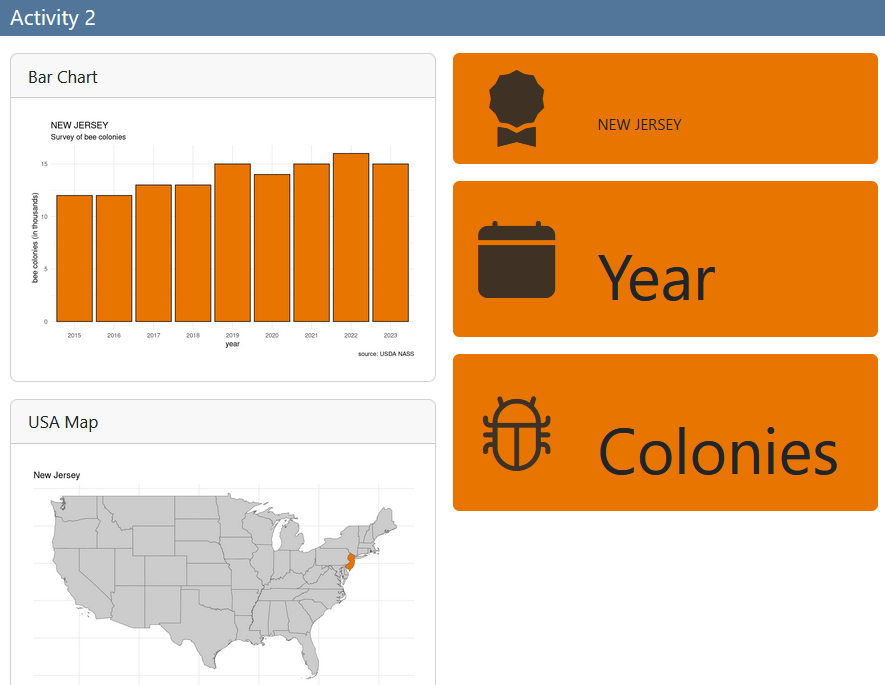 Activity 2
Bar Chart
NEW JERSEY
Survey of bee colonies
bee colonies (in thousands)
15
10
5
0
2015 2016 2017 2018 2019 2020 2021 2022 2023
year
source: USDA NASS
USA Map
New Jersey
NEW JERSEY
Year
Colonies